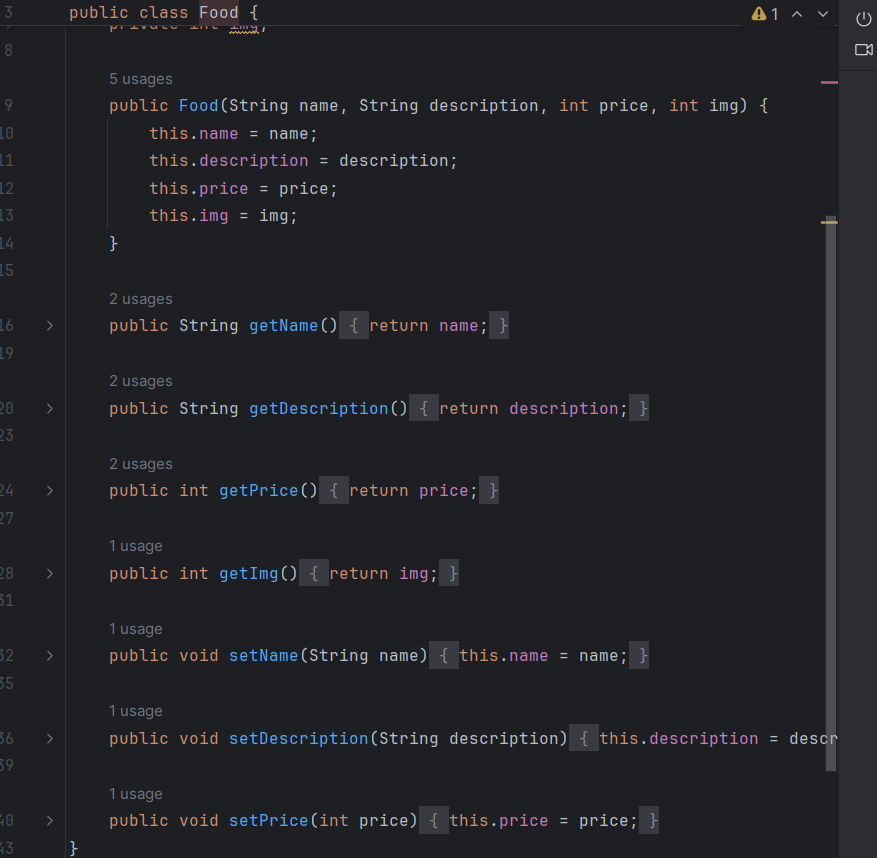 3 public class Food {
1
private int img;
8
5 usages
9 public Food(String name, String description, int price, int img) {
10 this.name = name;
11 this.description = description;
12 this.price = price;
13 this.img = img;
14 }
15
2 usages
16 public String getName() { return name; }
19
2 usages
20 public String getDescription() { return description; }
23
2 usages
24 public int getPrice() { return price; }
27
1 usage
28 public int getImg() { return img; }
31
1 usage
32 public void setName(String name) { this.name = name; }
35
1 usage
36 public void setDescription(String description) { this.description = descr
39
1 usage
40 public void setPrice(int price) { this.price = price; }
43 }